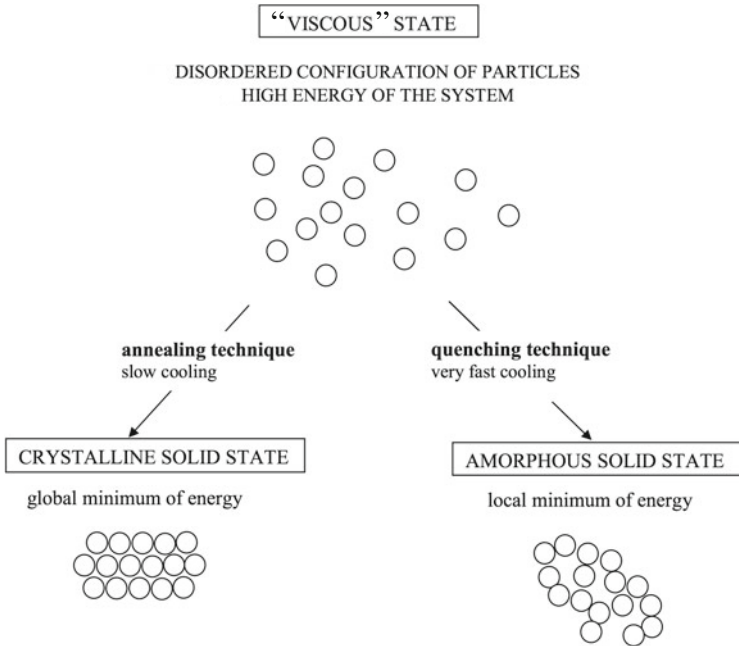 “VISCOUS” STATE
DISORDERED CONFIGURATION OF PARTICLES
HIGH ENERGY OF THE SYSTEM
annealing technique
slow cooling
quenching technique
very fast cooling
CRYSTALLINE SOLID STATE
global minimum of energy
AMORPHOUS SOLID STATE
local minimum of energy